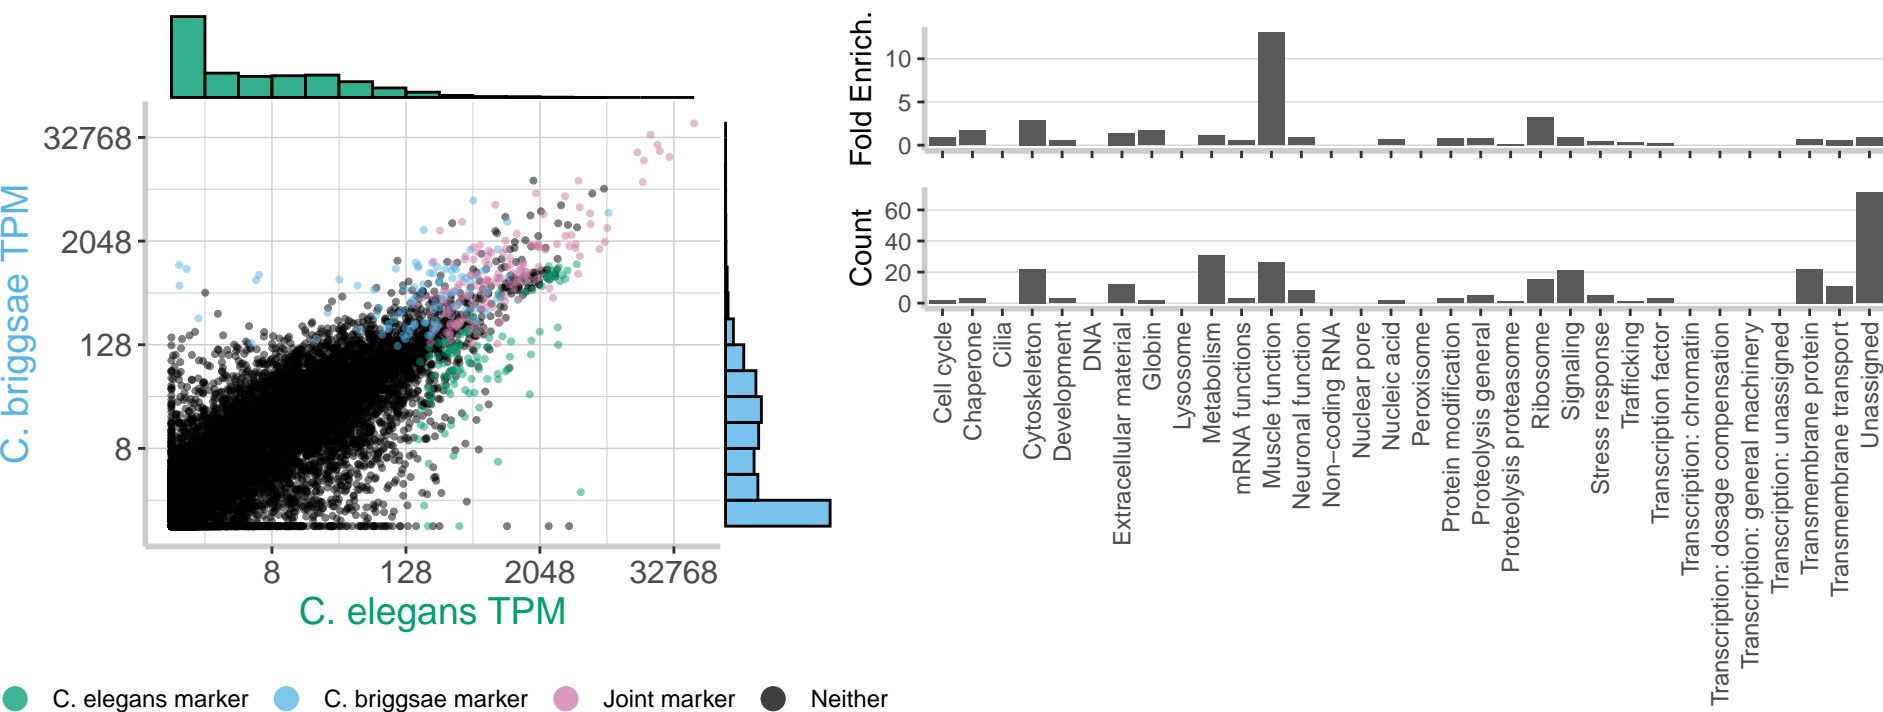 32768
2048
128
8
C. briggsae TPM
8
128
2048
32768
C. elegans TPM
C. elegans marker
C. briggsae marker
Joint marker
Neither
Fold Enrich.
10
5
0
Count
60
40
20
0
Cell cycle
Chaperone
Cilia
Cytoskeleton
Development
DNA
Extracellular material
Globin
Lysosome
Metabolism
mRNA functions
Muscle function
Neuronal function
Non−coding RNA
Nuclear pore
Nucleic acid
Peroxisome
Protein modification
Proteolysis general
Proteolysis proteasome
Ribosome
Signaling
Stress response
Trafficking
Transcription factor
Transcription: chromatin
Transcription: dosage compensation
Transcription: general machinery
Transcription: unassigned
Transmembrane protein
Transmembrane transport
Unassigned